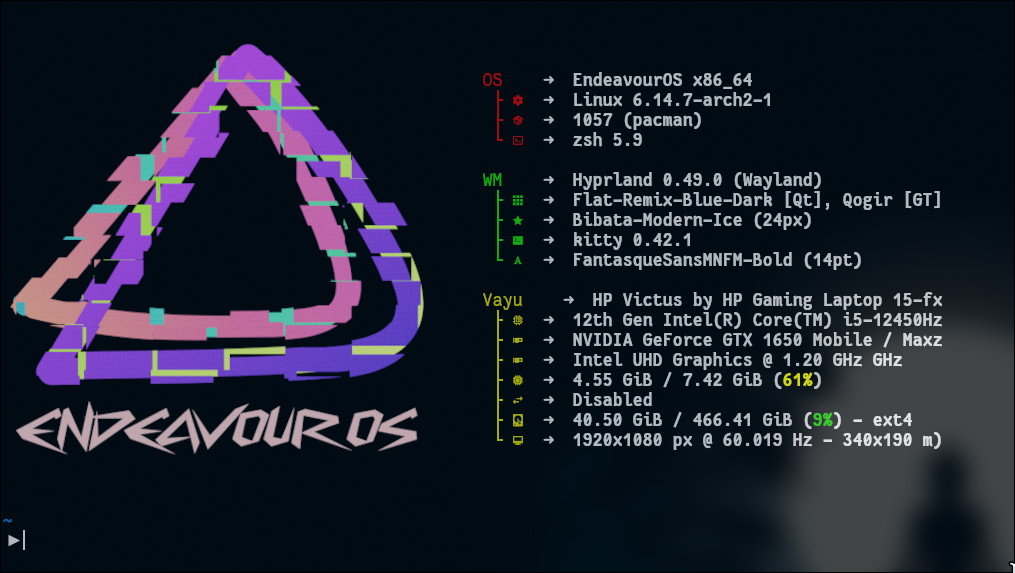 ENDEAVOUR OS
OS ➜ EndeavourOS x86_64
➜ Linux 6.14.7-arch2-1
➜ 1057 (pacman)
➜ zsh 5.9
WM ➜ Hyprland 0.49.0 (Wayland)
➜ Flat-Remix-Blue-Dark [Qt], Qogir [GT]
➜ Bibata-Modern-Ice (24px)
➜ kitty 0.42.1
➜ FantasqueSansMNFM-Bold (14pt)
Vayu ➜ HP Victus by HP Gaming Laptop 15-fx
➜ 12th Gen Intel(R) Core(TM) i5-12450Hz
➜ NVIDIA GeForce GTX 1650 Mobile / Maxz
➜ Intel UHD Graphics @ 1.20 GHz GHz
➜ 4.55 GiB / 7.42 GiB (61%)
➜ Disabled
➜ 40.50 GiB / 466.41 GiB (9%) - ext4
➜ 1920x1080 px @ 60.019 Hz - 340x190 m)
~